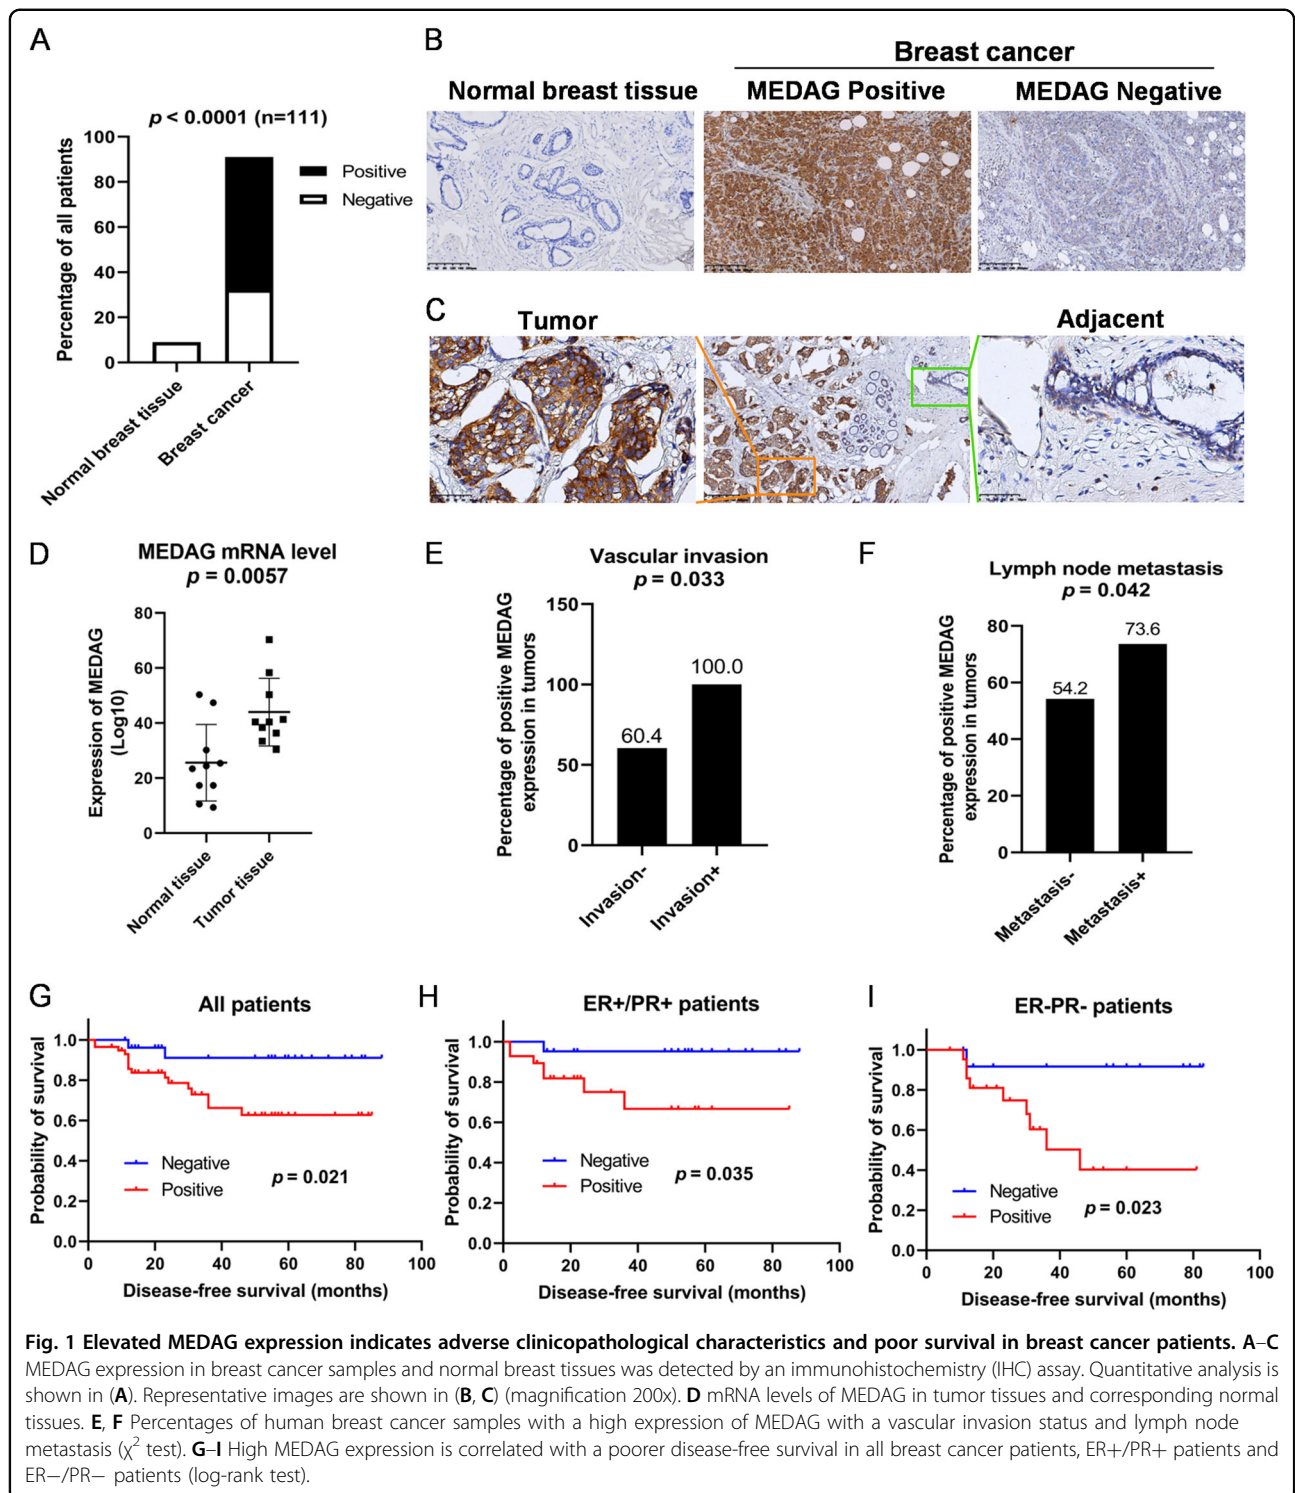 A
p < 0.0001 (n=111)
Percentage of all patients
100
80
60
40
20
0
Positive
Negative
Normal breast tissue
Breast cancer
B
Breast cancer
Normal breast tissue
MEDAG Positive
MEDAG Negative
C
Tumor
Adjacent
D
MEDAG mRNA level
p = 0.0057
Expression of MEDAG
(Log10)
80
60
40
20
0
Normal tissue
Tumor tissue
E
Vascular invasion
p = 0.033
Percentage of positive MEDAG
expression in tumors
150
100
50
0
60.4
100.0
Invasion-
Invasion+
F
Lymph node metastasis
p = 0.042
Percentage of positive MEDAG
expression in tumors
80
60
40
20
0
54.2
73.6
Metastasis-
Metastasis+
G
All patients
Probability of survival
1.0
0.8
0.6
0.4
0.2
0.0
Negative
Positive
p = 0.021
0 20 40 60 80 100
Disease-free survival (months)
H
ER+/PR+ patients
Probability of survival
1.0
0.8
0.6
0.4
0.2
0.0
Negative
Positive
p = 0.035
0 20 40 60 80 100
Disease-free survival (months)
I
ER-PR- patients
Probability of survival
1.0
0.8
0.6
0.4
0.2
0.0
Negative
Positive
p = 0.023
0 20 40 60 80 100
Disease-free survival (months)
Fig. 1 Elevated MEDAG expression indicates adverse clinicopathological characteristics and poor survival in breast cancer patients. A–C
MEDAG expression in breast cancer samples and normal breast tissues was detected by an immunohistochemistry (IHC) assay. Quantitative analysis is
shown in (A). Representative images are shown in (B, C) (magnification 200x). D mRNA levels of MEDAG in tumor tissues and corresponding normal
tissues. E, F Percentages of human breast cancer samples with a high expression of MEDAG with a vascular invasion status and lymph node
metastasis (χ² test). G–I High MEDAG expression is correlated with a poorer disease-free survival in all breast cancer patients, ER+/PR+ patients and
ER−/PR− patients (log-rank test).